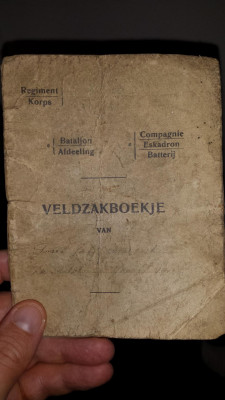 Regiment
Korps
Bataljon
Afdeeling
Compagnie
Eskadron
Batterij
VELDZAKBOEKJE
VAN